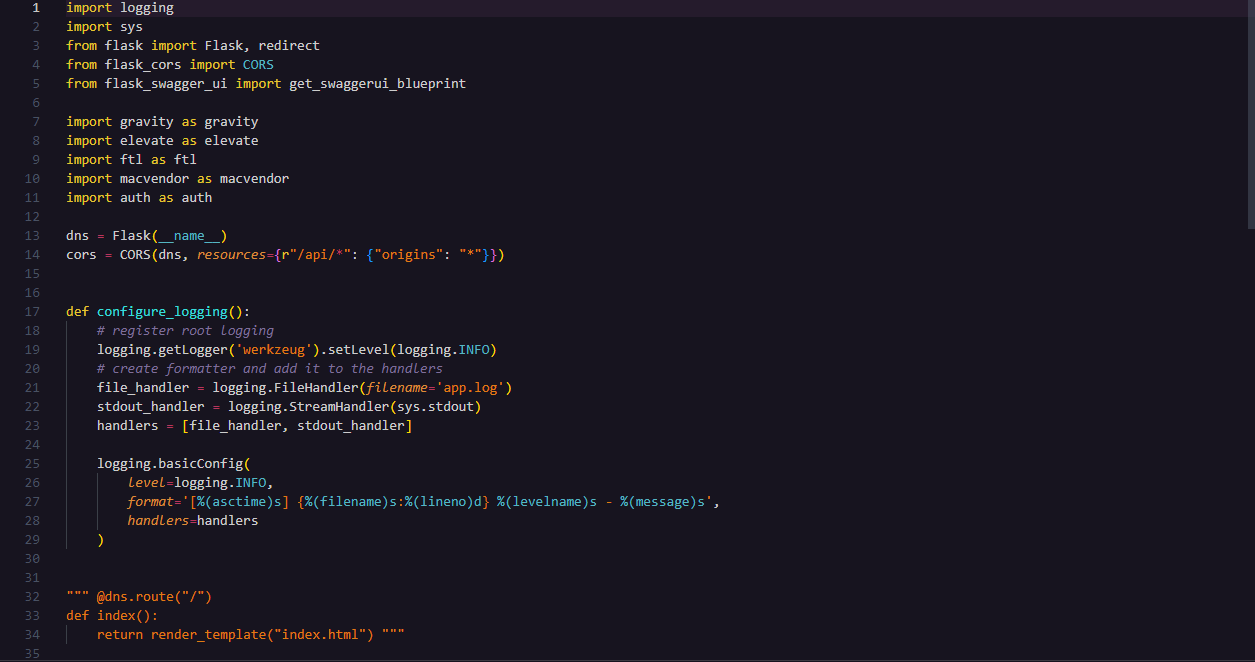 1 import logging
2 import sys
3 from flask import Flask, redirect
4 from flask_cors import CORS
5 from flask_swagger_ui import get_swaggerui_blueprint
6
7 import gravity as gravity
8 import elevate as elevate
9 import ftl as ftl
10 import macvendor as macvendor
11 import auth as auth
12
13 dns = Flask(__name__)
14 cors = CORS(dns, resources={r"/api/*": {"origins": "*"}})
15
16
17 def configure_logging():
18     # register root logging
19     logging.getLogger('werkzeug').setLevel(logging.INFO)
20     # create formatter and add it to the handlers
21     file_handler = logging.FileHandler(filename='app.log')
22     stdout_handler = logging.StreamHandler(sys.stdout)
23     handlers = [file_handler, stdout_handler]
24
25     logging.basicConfig(
26         level=logging.INFO,
27         format='[%(asctime)s] {%(filename)s:%(lineno)d} %(levelname)s - %(message)s',
28         handlers=handlers
29     )
30
31
32 """ @dns.route("/")
33 def index():
34     return render_template("index.html") """
35